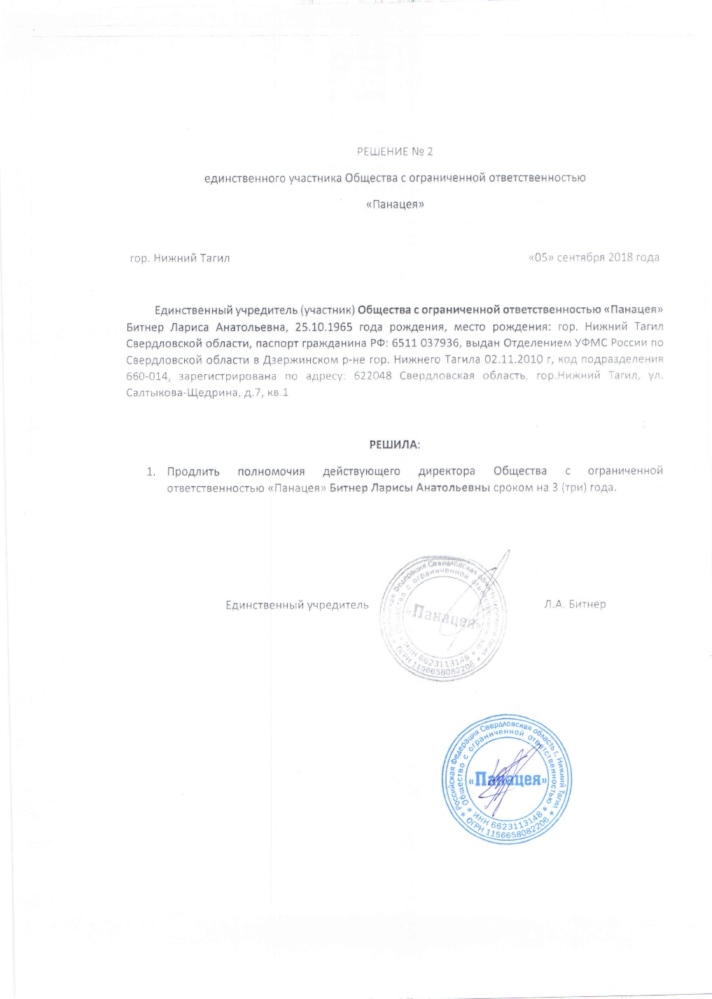 РЕШЕНИЕ № 2
единственного участника Общества с ограниченной ответственностью
«Панацея»
гор. Нижний Тагил «05» сентября 2018 года
Единственный учредитель (участник) Общества с ограниченной ответственностью «Панацея»
Битнер Лариса Анатольевна, 25.10.1965 года рождения, место рождения: гор. Нижний Тагил
Свердловской области, паспорт гражданина РФ: 6511 037936, выдан Отделением УФМС России по
Свердловской области в Дзержинском р-не гор. Нижнего Тагила 02.11.2010 г, код подразделения
660-014, зарегистрирована по адресу: 622048 Свердловская область, гор.Нижний Тагил, ул.
Салтыкова-Щедрина, д.7, кв.1
РЕШИЛА:
1. Продлить полномочия действующего директора Общества с ограниченной
ответственностью «Панацея» Битнер Ларисы Анатольевны сроком на 3 (три) года.
Единственный учредитель Л.А. Битнер
Российская Федерация Свердловская область г. Нижний Тагил
Общество с ограниченной ответственностью
«Панацея»
* ИНН 6623113148 *
* ОГРН 1156658082206 *
Российская Федерация Свердловская область г. Нижний Тагил
Общество с ограниченной ответственностью
«Панацея»
* ИНН 6623113148 *
* ОГРН 1156658082206 *